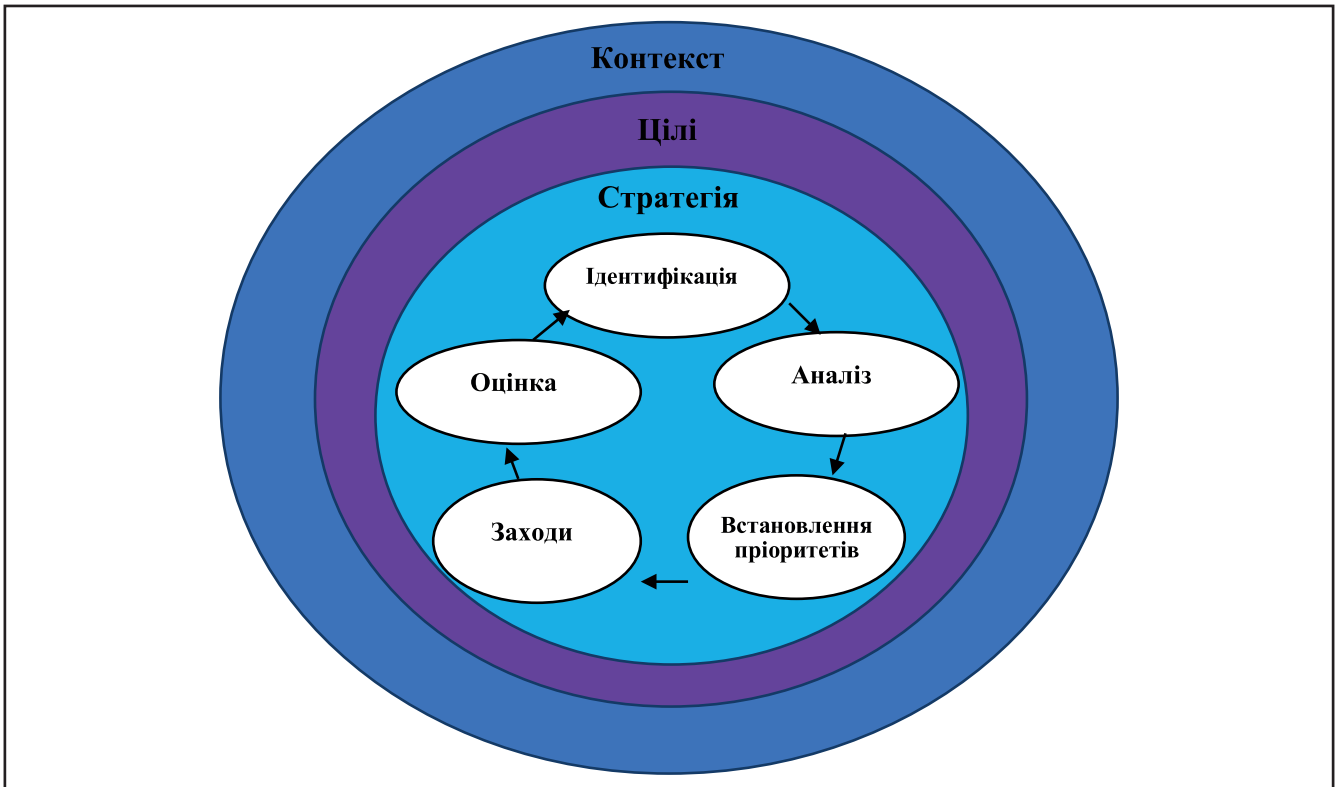 Контекст
Цілі
Стратегія
Ідентифікація
Оцінка
Аналіз
Заходи
Встановлення
пріоритетів